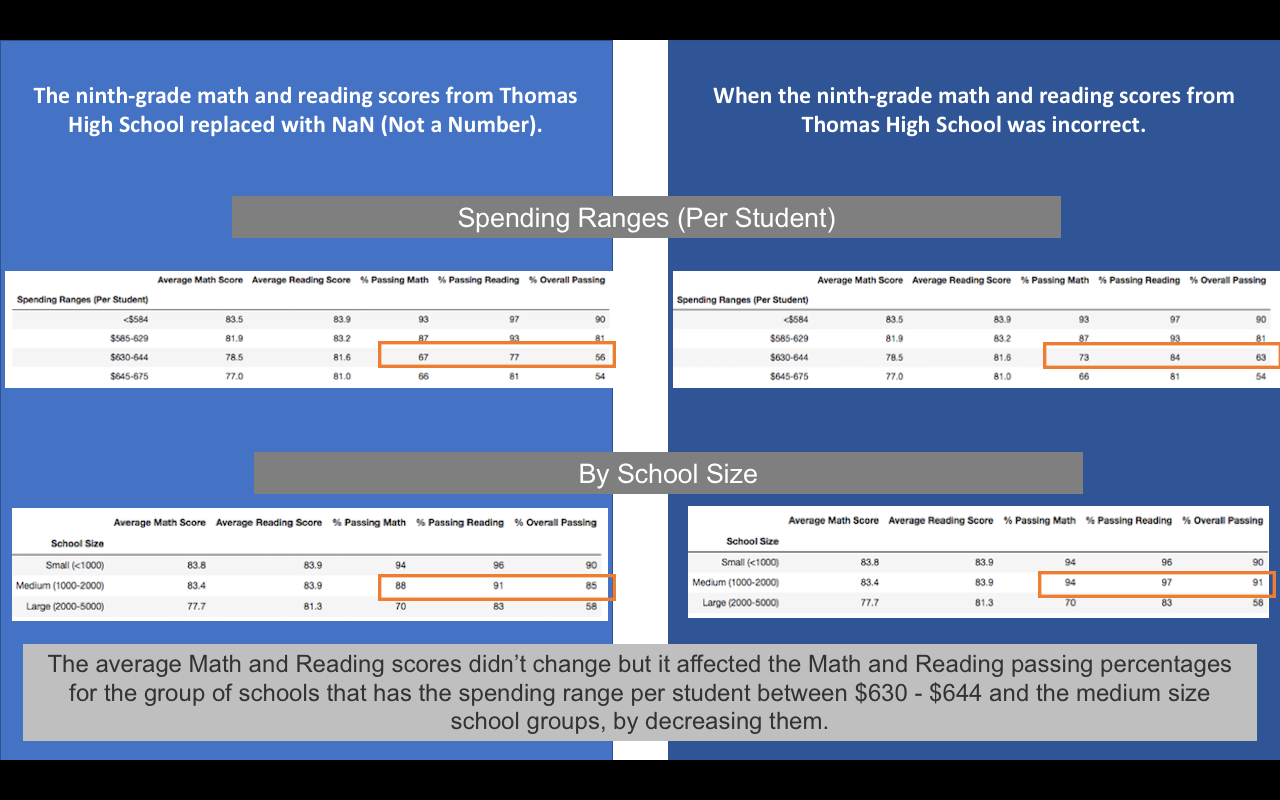 The ninth-grade math and reading scores from Thomas
High School replaced with NaN (Not a Number).
When the ninth-grade math and reading scores from
Thomas High School was incorrect.
Spending Ranges (Per Student)
Average Math Score Average Reading Score % Passing Math % Passing Reading % Overall Passing
Spending Ranges (Per Student)
<$584 83.5 83.9 93 97 90
$585-629 81.9 83.2 87 93 81
$630-644 78.5 81.6 67 77 56
$645-675 77.0 81.0 66 81 54
Average Math Score Average Reading Score % Passing Math % Passing Reading % Overall Passing
Spending Ranges (Per Student)
<$584 83.5 83.9 93 97 90
$585-629 81.9 83.2 87 93 81
$630-644 78.5 81.6 73 84 63
$645-675 77.0 81.0 66 81 54
By School Size
Average Math Score Average Reading Score % Passing Math % Passing Reading % Overall Passing
School Size
Small (<1000) 83.8 83.9 94 96 90
Medium (1000-2000) 83.4 83.9 88 91 85
Large (2000-5000) 77.7 81.3 70 83 58
Average Math Score Average Reading Score % Passing Math % Passing Reading % Overall Passing
School Size
Small (<1000) 83.8 83.9 94 96 90
Medium (1000-2000) 83.4 83.9 94 97 91
Large (2000-5000) 77.7 81.3 70 83 58
The average Math and Reading scores didn't change but it affected the Math and Reading passing percentages
for the group of schools that has the spending range per student between $630 - $644 and the medium size
school groups, by decreasing them.